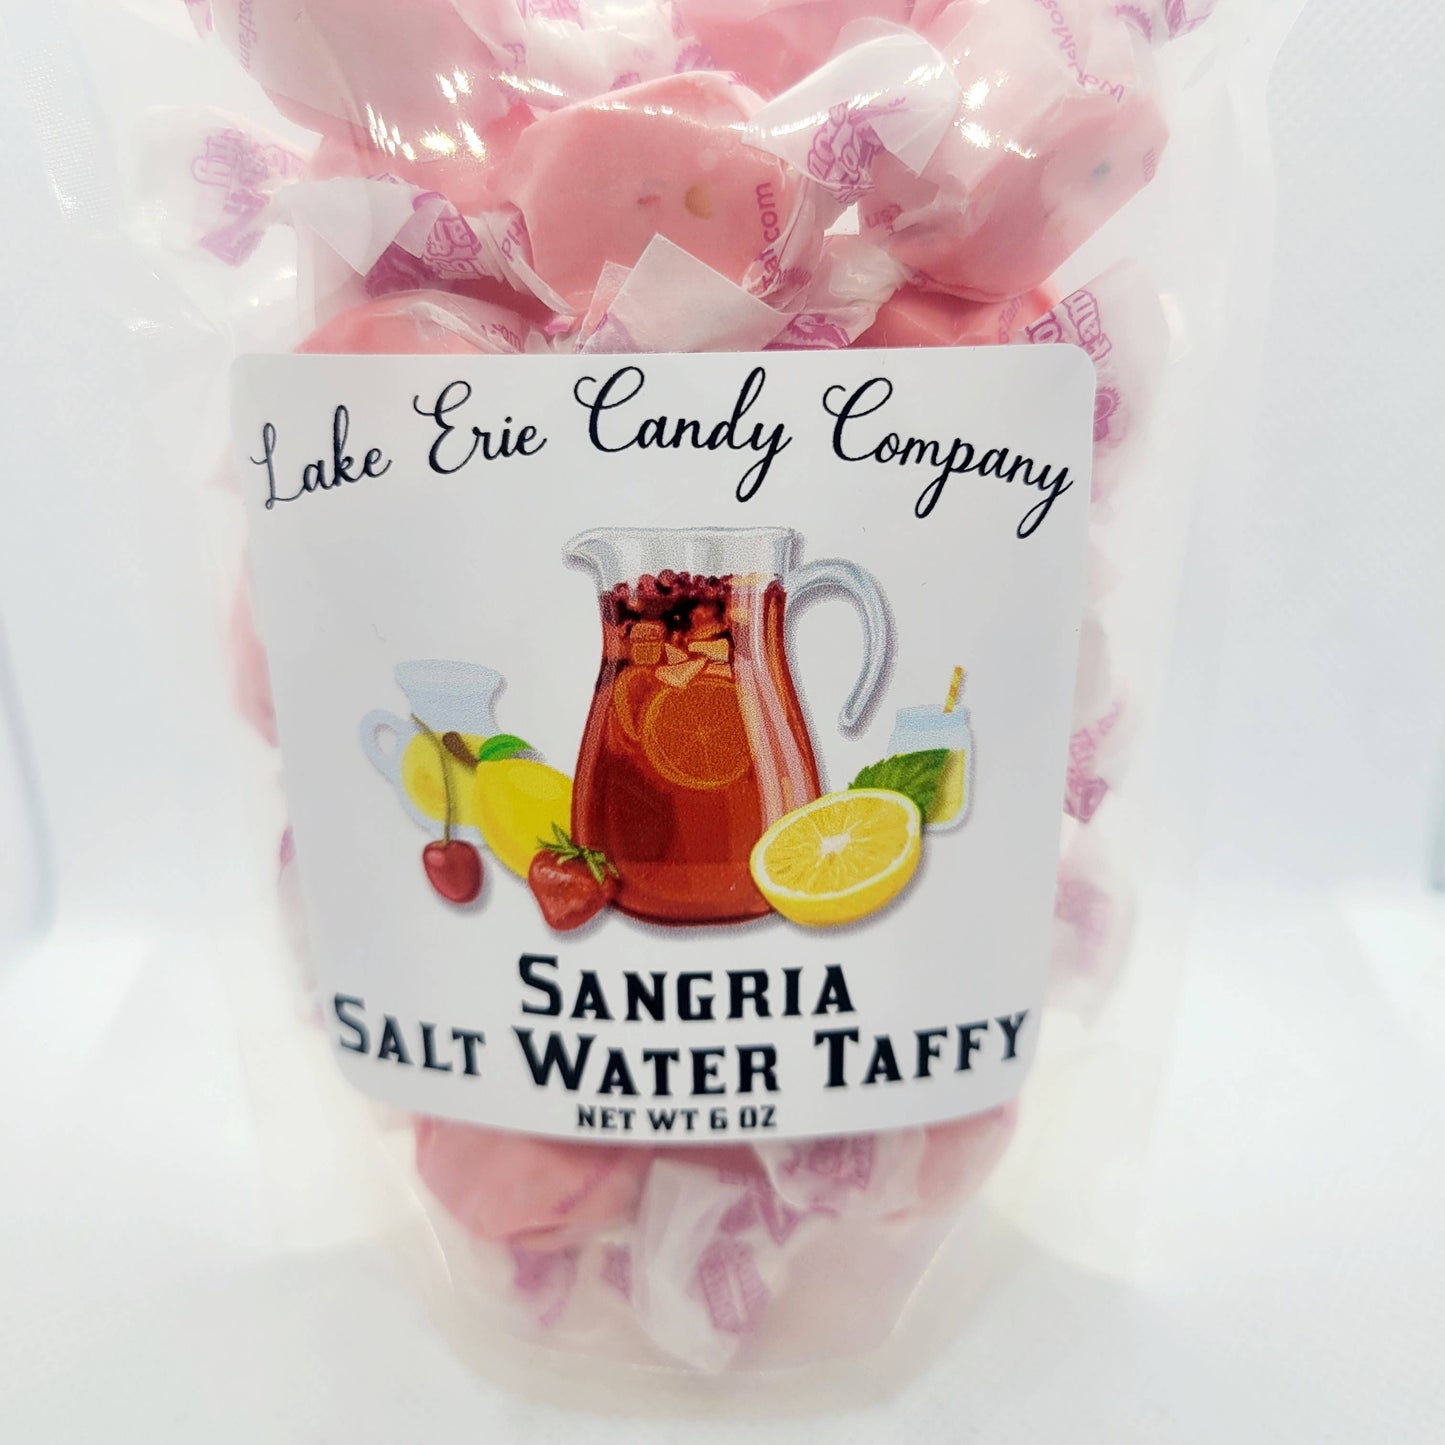 Lake Erie Candy Company
SANGRIA
SALT WATER TAFFY
NET WT 6 OZ